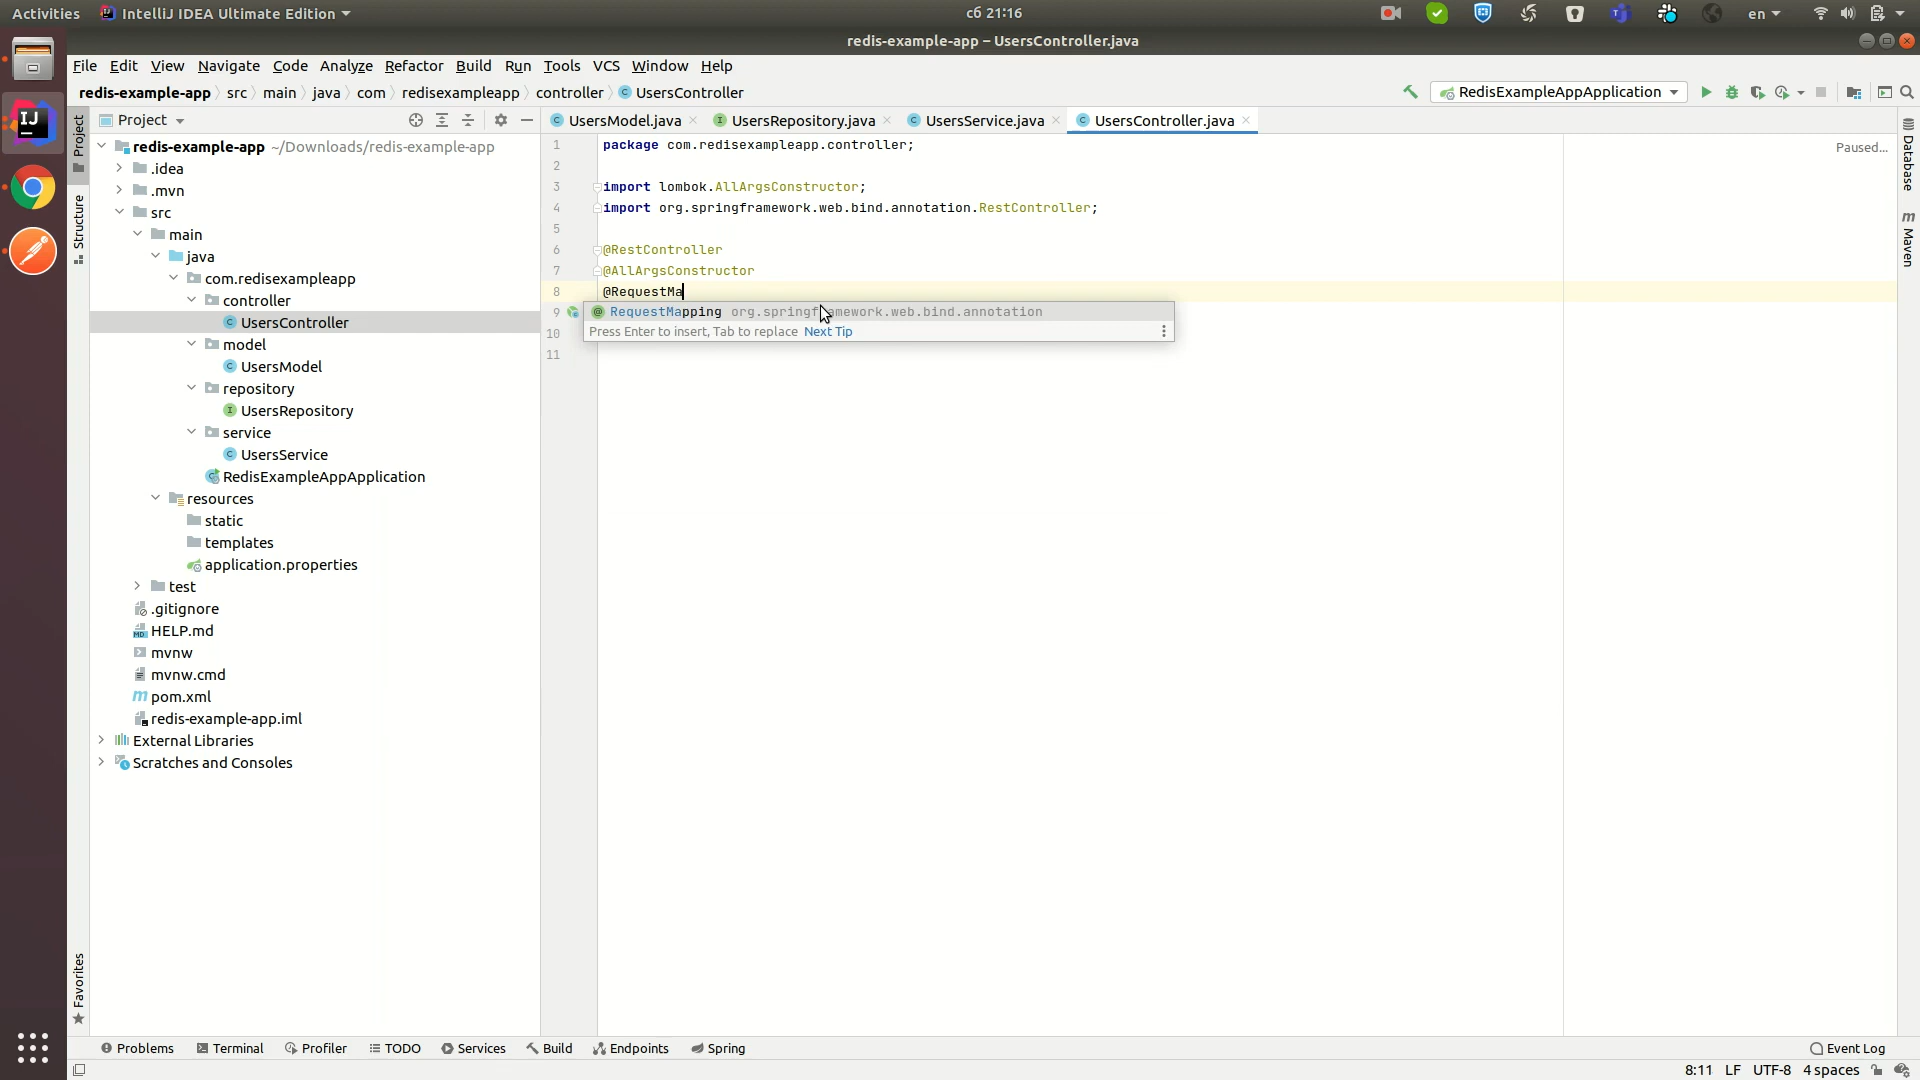 Activities IntelliJ IDEA Ultimate Edition сб 21:16 en
redis-example-app – UsersController.java
File Edit View Navigate Code Analyze Refactor Build Run Tools VCS Window Help
redis-example-app src main java com redisexampleapp controller UsersController RedisExampleAppApplication
Project
UsersModel.java UsersRepository.java UsersService.java UsersController.java
redis-example-app ~/Downloads/redis-example-app
.idea
.mvn
src
main
java
com.redisexampleapp
controller
UsersController
model
UsersModel
repository
UsersRepository
service
UsersService
RedisExampleAppApplication
resources
static
templates
application.properties
test
.gitignore
HELP.md
mvnw
mvnw.cmd
pom.xml
redis-example-app.iml
External Libraries
Scratches and Consoles
Project
Structure
Favorites
1 package com.redisexampleapp.controller;
2
3 import lombok.AllArgsConstructor;
4 import org.springframework.web.bind.annotation.RestController;
5
6 @RestController
7 @AllArgsConstructor
8 @RequestMa
9
10
11
RequestMapping org.springframework.web.bind.annotation
Press Enter to insert, Tab to replace Next Tip
Paused...
Database
Maven
Problems Terminal Profiler TODO Services Build Endpoints Spring Event Log
8:11 LF UTF-8 4 spaces